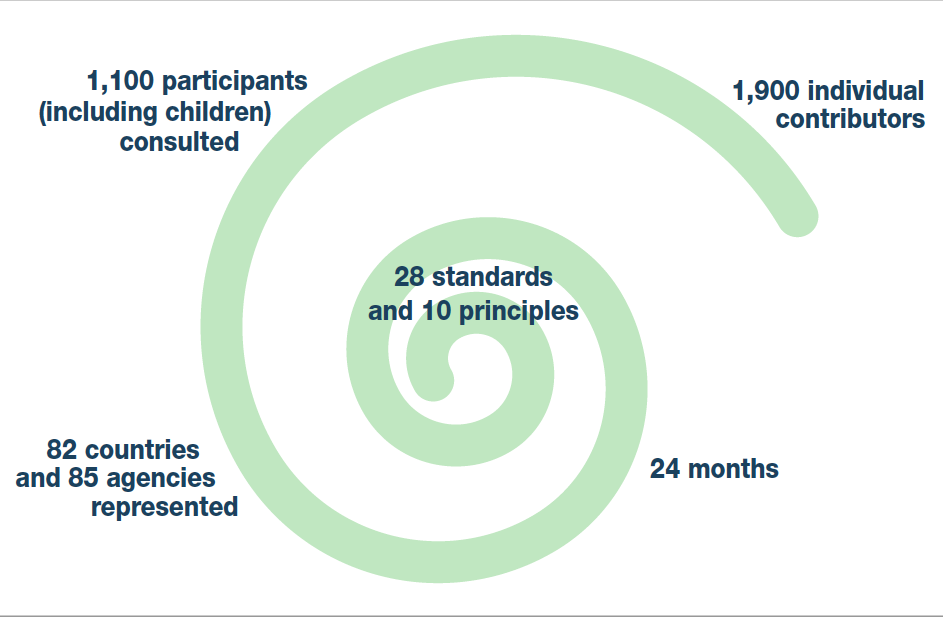 1,100 participants
(including children)
consulted
1,900 individual
contributors
28 standards
and 10 principles
82 countries
and 85 agencies
represented
24 months